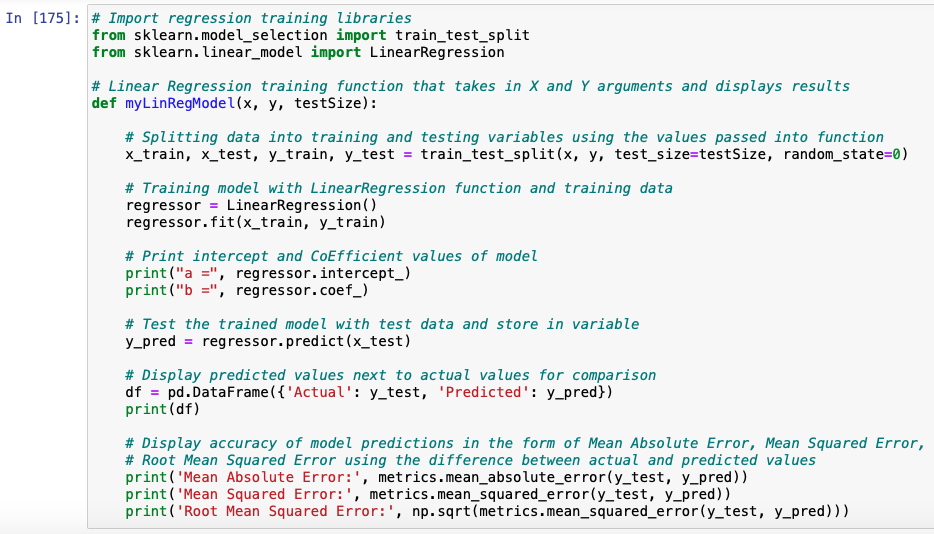 In [175]: # Import regression training libraries
from sklearn.model_selection import train_test_split
from sklearn.linear_model import LinearRegression

# Linear Regression training function that takes in X and Y arguments and displays results
def myLinRegModel(x, y, testSize):

    # Splitting data into training and testing variables using the values passed into function
    x_train, x_test, y_train, y_test = train_test_split(x, y, test_size=testSize, random_state=0)

    # Training model with LinearRegression function and training data
    regressor = LinearRegression()
    regressor.fit(x_train, y_train)

    # Print intercept and CoEfficient values of model
    print("a =", regressor.intercept_)
    print("b =", regressor.coef_)

    # Test the trained model with test data and store in variable
    y_pred = regressor.predict(x_test)

    # Display predicted values next to actual values for comparison
    df = pd.DataFrame({'Actual': y_test, 'Predicted': y_pred})
    print(df)

    # Display accuracy of model predictions in the form of Mean Absolute Error, Mean Squared Error,
    # Root Mean Squared Error using the difference between actual and predicted values
    print('Mean Absolute Error:', metrics.mean_absolute_error(y_test, y_pred))
    print('Mean Squared Error:', metrics.mean_squared_error(y_test, y_pred))
    print('Root Mean Squared Error:', np.sqrt(metrics.mean_squared_error(y_test, y_pred)))